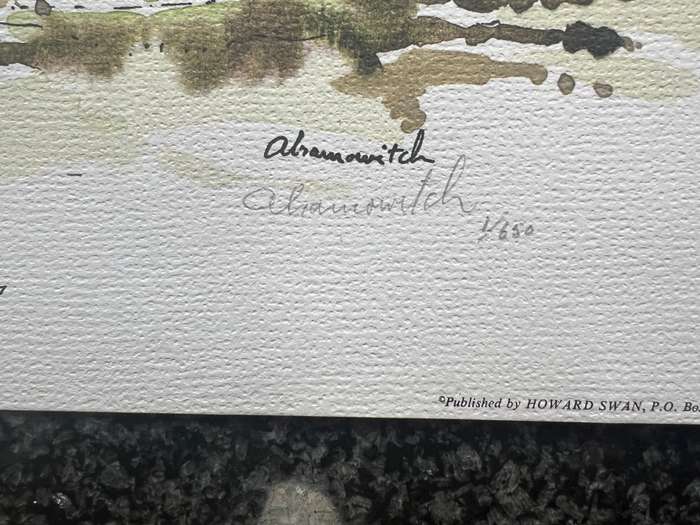 Abramowitch
Abramowitch
1/650
©Published by HOWARD SWAN, P.O. Bo